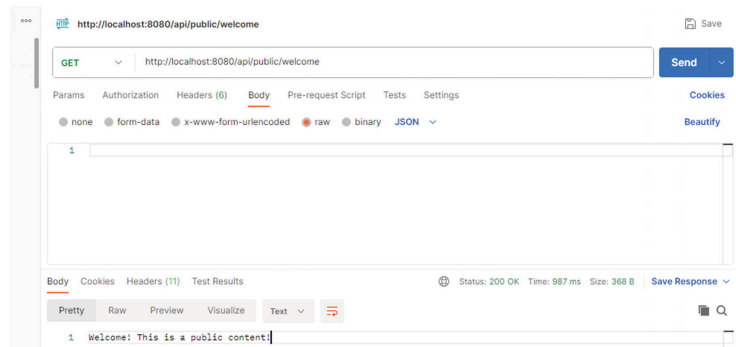 HTTP http://localhost:8080/api/public/welcome Save
GET http://localhost:8080/api/public/welcome Send
Params Authorization Headers (6) Body Pre-request Script Tests Settings Cookies
none form-data x-www-form-urlencoded raw binary JSON Beautify
1
Body Cookies Headers (11) Test Results Status: 200 OK Time: 987 ms Size: 368 B Save Response
Pretty Raw Preview Visualize Text
1 Welcome! This is a public content!